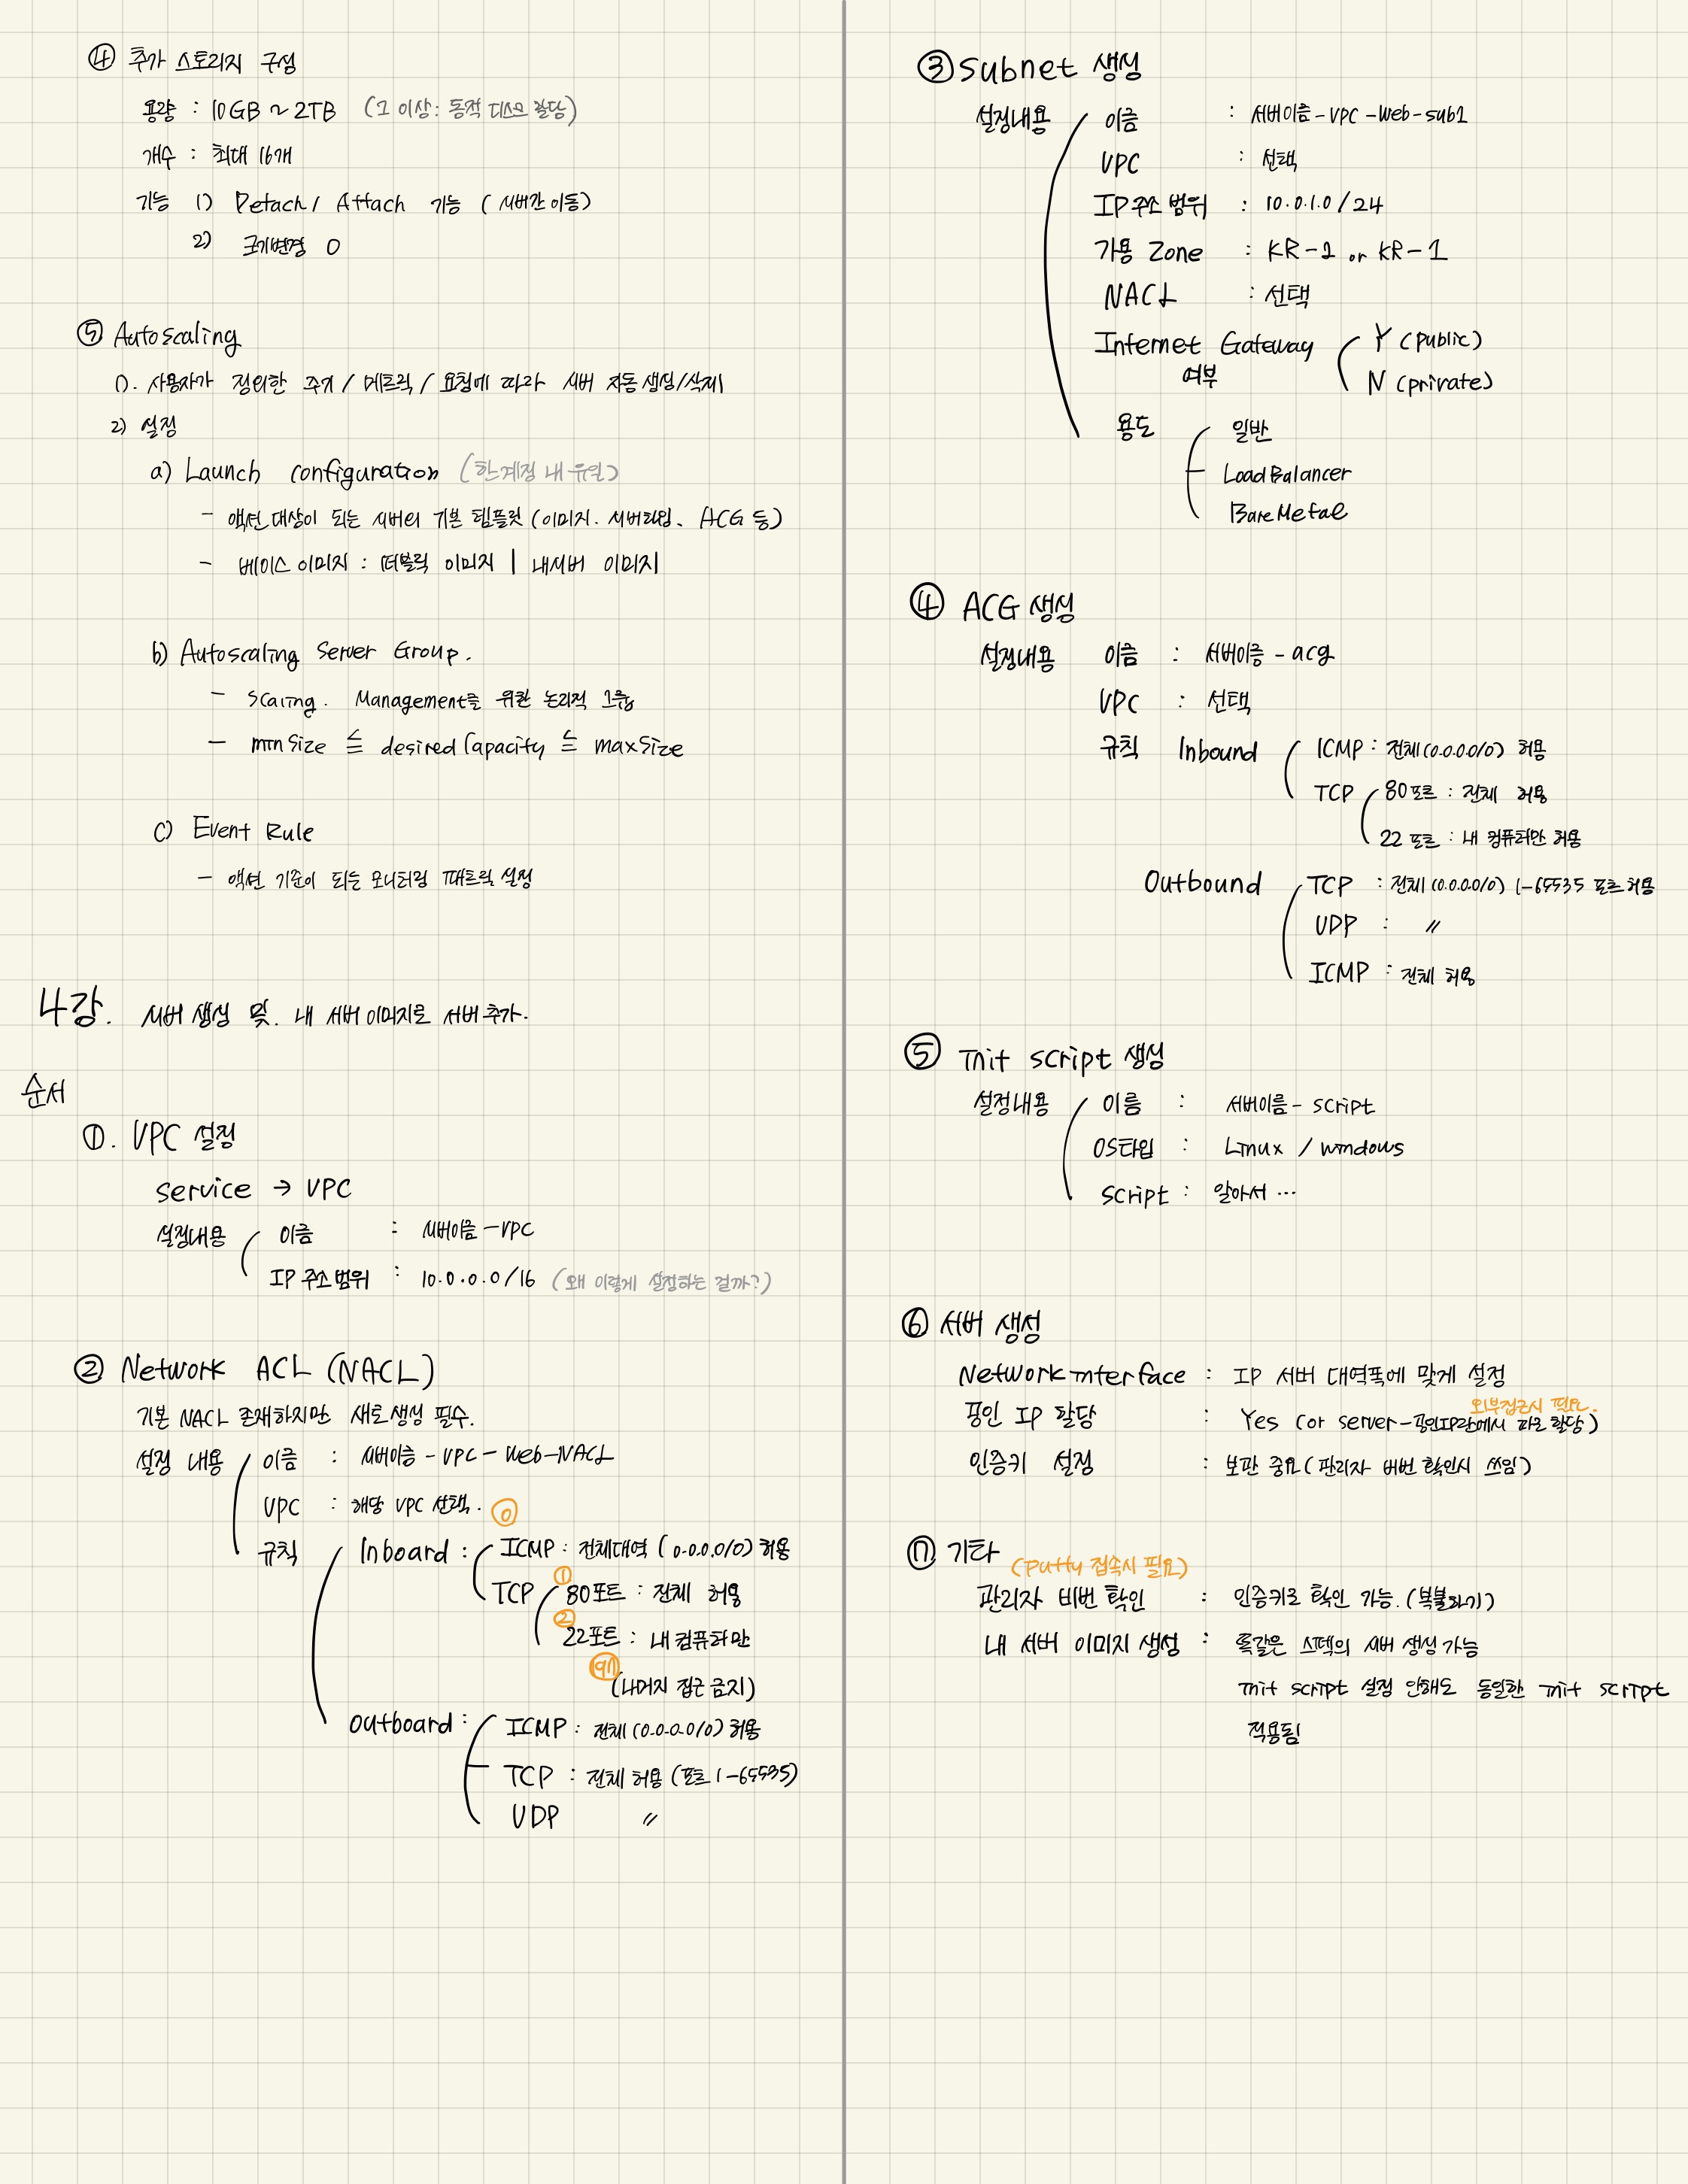 ④ 추가 스토리지 구성
용량 : 10GB ~ 2TB (그 이상: 동적 디스크 할당)
개수 : 최대 16개
기능 1) Detach / Attach 기능 (서버간 이동)
2) 크기변경 O
⑤ Autoscaling
1). 사용자가 정의한 주기 / 메트릭 / 요청에 따라 서버 자동 생성/삭제
2) 설정
a) Launch configuration (한계정 내 유일)
- 액션 대상이 되는 서버의 기본 템플릿 (이미지. 서버타입. ACG 등)
- 베이스 이미지 : 퍼블릭 이미지 | 내서버 이미지
b) Autoscaling Server Group.
- scaling. Management를 위한 논리적 그룹
- minSize ≦ desiredCapacity ≦ maxSize
c) Event Rule
- 액션 기준이 되는 모니터링 메트릭 설정
4강. 서버 생성 및. 내 서버 이미지로 서버 추가.
순서
①. VPC 설정
service → VPC
설정내용 이름 : 서버이름-VPC
IP 주소 범위 : 10.0.0.0/16 (왜 이렇게 설정하는 걸까?)
② Network ACL (NACL)
기본 NACL 존재하지만 새로 생성 필수.
설정 내용 이름 : 서버이름-VPC-Web-NACL
VPC : 해당 VPC 선택.
⓪
규칙 Inboard : ICMP : 전체대역 (0.0.0.0/0) 허용
①
TCP 80포트 : 전체 허용
②
22포트 : 내 컴퓨터만
(나머지 접근 금지)
Outboard : ICMP : 전체 (0.0.0.0/0) 허용
TCP : 전체 허용 (포트 1-65535)
UDP 〃
③ Subnet 생성
설정내용 이름 : 서버이름-VPC-Web-sub1
VPC : 선택
IP주소 범위 : 10.0.1.0/24
가용 Zone : KR-2 or KR-1
NACL : 선택
Internet Gateway Y (public)
여부 N (private)
용도 일반
LoadBalancer
BareMetal
④ ACG 생성
설정내용 이름 : 서버이름-acg
VPC : 선택
규칙 Inbound ICMP : 전체(0.0.0.0/0) 허용
TCP 80포트 : 전체 허용
22 포트 : 내 컴퓨터만 허용
Outbound TCP : 전체 (0.0.0.0/0) 1-65535 포트 허용
UDP : 〃
ICMP : 전체 허용
⑤ Init script 생성
설정내용 이름 : 서버이름-script
OS타입 : Linux / windows
script : 알아서 ...
⑥ 서버 생성
Network interface : IP 서버 대역폭에 맞게 설정
외부접근시 필요.
공인 IP 할당 : Yes (or server-공인IP란에서 따로 할당)
인증키 설정 : 보관 중요 (관리자 비번 확인시 쓰임)
⑦ 기타
(Putty 접속시 필요)
관리자 비번 확인 : 인증키로 확인 가능. (복붙하기)
내 서버 이미지 생성 : 똑같은 스펙의 서버 생성 가능
init script 설정 안해도 동일한 init script
적용됨